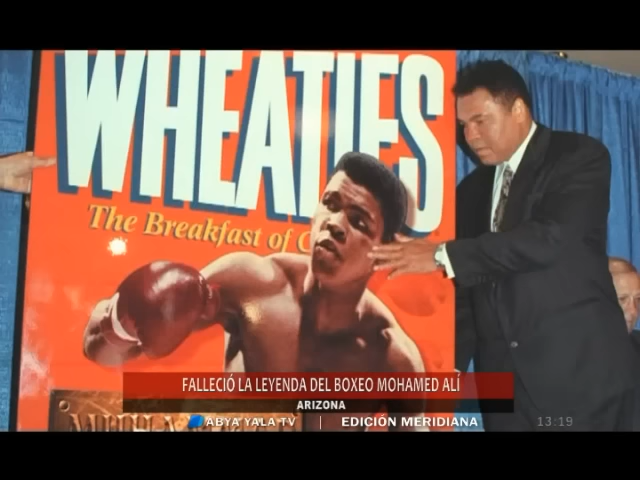 WHEATIES
The Breakfast of C
FALLECIÓ LA LEYENDA DEL BOXEO MOHAMED ALÍ
ARIZONA
ABYA YALA TV | EDICIÓN MERIDIANA 13:19